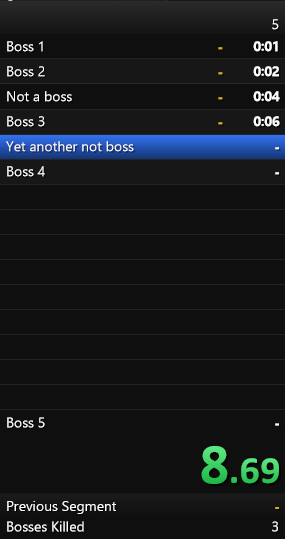 5
Boss 1 - 0:01
Boss 2 - 0:02
Not a boss - 0:04
Boss 3 - 0:06
Yet another not boss -
Boss 4 -
Boss 5 -
8.69
Previous Segment -
Bosses Killed 3